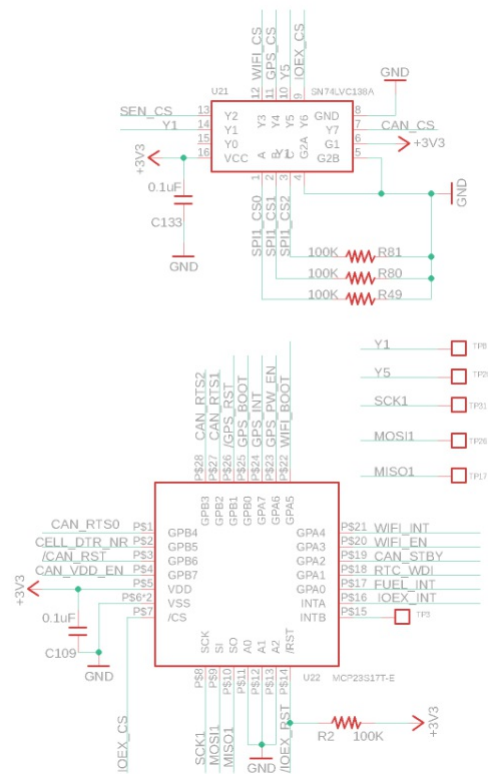 WIFI_CS
GPS_CS
Y5
IOEX_CS
12
11
10
9
GND
U21
SN74LVC138A
SEN_CS
13
Y2
Y3
Y4
Y5
Y6
GND
8
Y1
14
Y1
Y7
7
CAN_CS
15
Y0
G1
6
+3V3
16
VCC
A
B
C
G2A
G2B
5
+3V3
0.1uF
C133
GND
1
2
3
4
SPI1_CS0
SPI1_CS1
SPI1_CS2
GND
100K
R81
100K
R80
100K
R49
Y1
Y5
SCK1
TP31
MOSI1
MISO1
TP17
CAN_RTS2
CAN_RTS1
/GPS_RST
GPS_BOOT
GPS_INT
GPS_PW_EN
WIFI_BOOT
P$28
P$27
P$26
P$25
P$24
P$23
P$22
GPB3
GPB2
GPB1
GPB0
GPA7
GPA6
GPA5
CAN_RTS0
P$1
GPB4
GPA4
P$21
WIFI_INT
CELL_DTR_NR
P$2
GPB5
GPA3
P$20
WIFI_EN
/CAN_RST
P$3
GPB6
GPA2
P$19
CAN_STBY
CAN_VDD_EN
P$4
GPB7
GPA1
P$18
RTC_WDI
P$5
VDD
GPA0
P$17
FUEL_INT
P$6*2
VSS
INTA
P$16
IOEX_INT
P$7
/CS
INTB
P$15
+3V3
0.1uF
C109
GND
SCK
SI
SO
A0
A1
A2
/RST
P$8
P$9
P$10
P$11
P$12
P$13
P$14
U22
MCP23S17T-E
IOEX_CS
SCK1
MOSI1
MISO1
GND
/IOEX_RST
R2
100K
+3V3